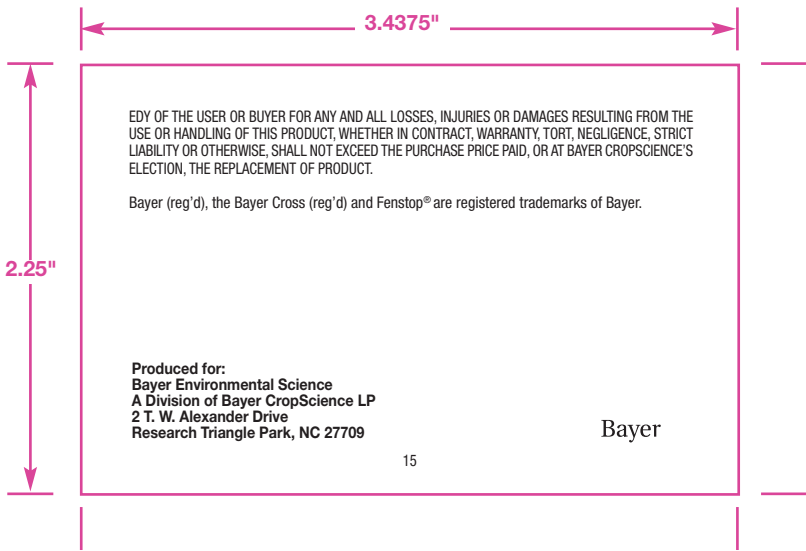 3.4375"
EDY OF THE USER OR BUYER FOR ANY AND ALL LOSSES, INJURIES OR DAMAGES RESULTING FROM THE
USE OR HANDLING OF THIS PRODUCT, WHETHER IN CONTRACT, WARRANTY, TORT, NEGLIGENCE, STRICT
LIABILITY OR OTHERWISE, SHALL NOT EXCEED THE PURCHASE PRICE PAID, OR AT BAYER CROPSCIENCE'S
ELECTION, THE REPLACEMENT OF PRODUCT.
Bayer (reg'd), the Bayer Cross (reg'd) and Fenstop® are registered trademarks of Bayer.
2.25"
Produced for:
Bayer Environmental Science
A Division of Bayer CropScience LP
2 T. W. Alexander Drive
Research Triangle Park, NC 27709
Bayer
15